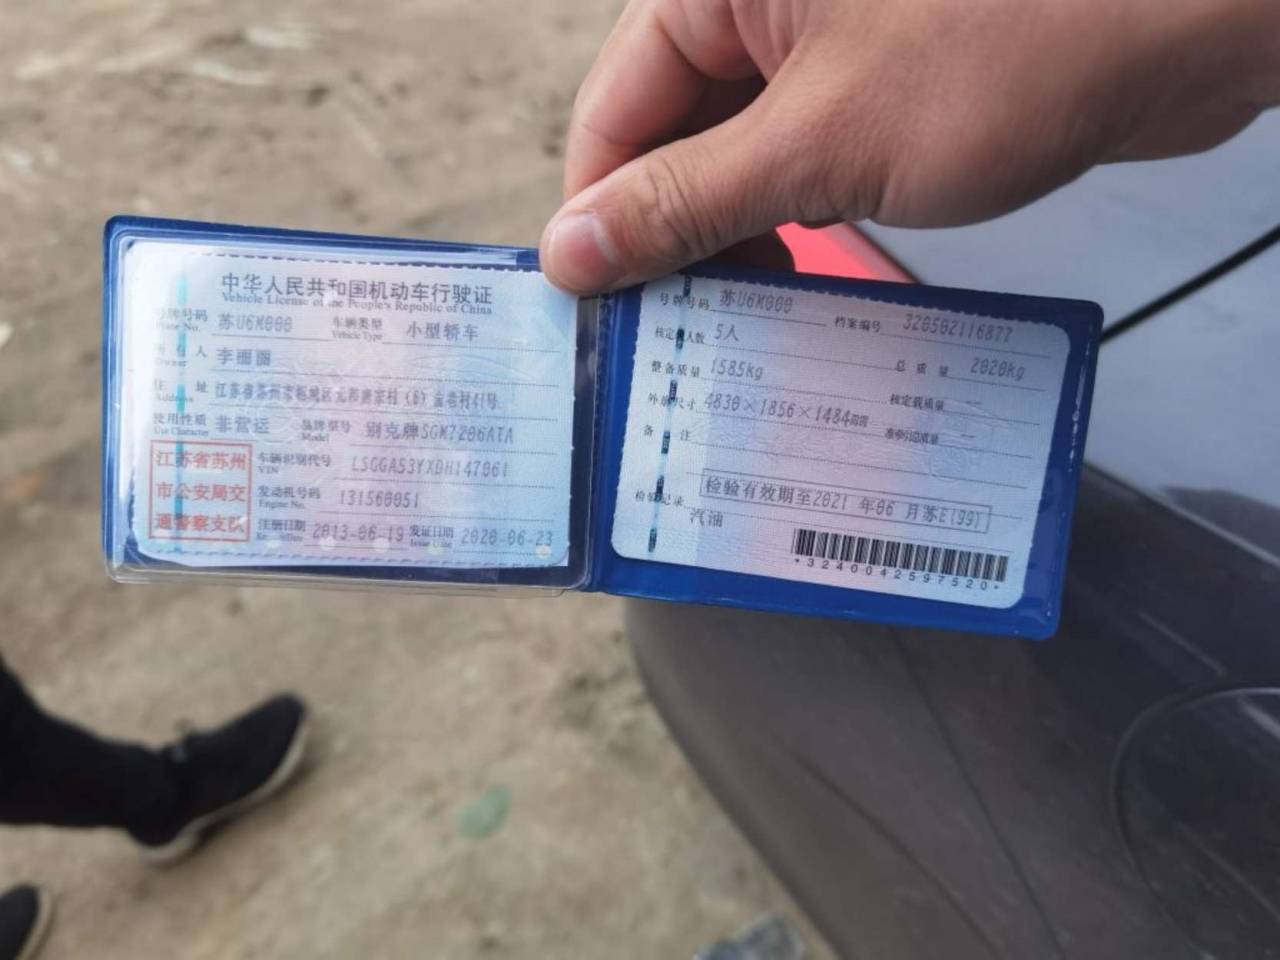 中华人民共和国机动车行驶证
Vehicle License of the People's Republic of China
号牌号码 苏U6M000 车辆类型 小型轿车
Plate No. Vehicle Type
所有人 李丽丽
Owner
住址 江苏省苏州市相城区元和 村(6) 巷村41号
Address
使用性质 非营运 品牌型号 别克牌SGM7206ATA
Use Character Model
江苏省苏州
市公安局交
通警察支队
车辆识别代号 LSGGA53YXDH147061
VIN
发动机号码 131560051
Engine No.
注册日期 2013-06-19 发证日期 2020-06-23
Register Date Issue Date
号牌号码 苏U6M000 档案编号 320502116877
核定载人数 5人 总质量 2020kg
整备质量 1585kg 核定载质量 --
外廓尺寸 4830×1856×1484mm 准牵引总质量 --
备注
检验有效期至2021 年06 月苏E(99)
检验记录
汽油
*3240042597520*